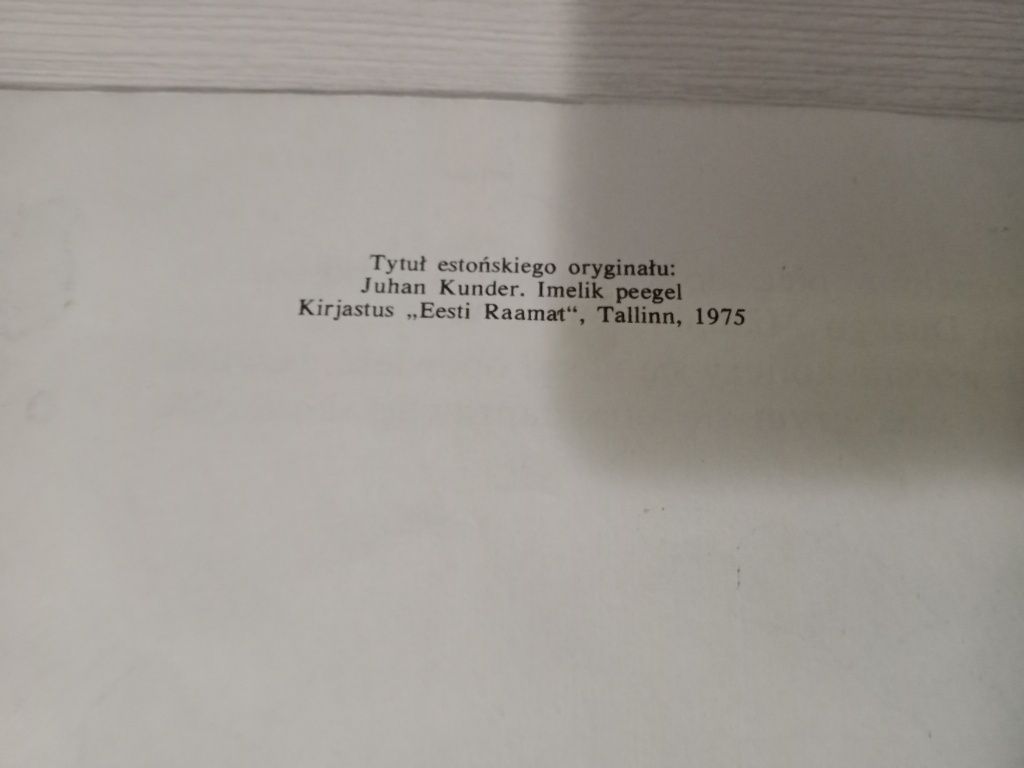 Tytuł estońskiego oryginału:
Juhan Kunder. Imelik peegel
Kirjastus „Eesti Raamat“, Tallinn, 1975